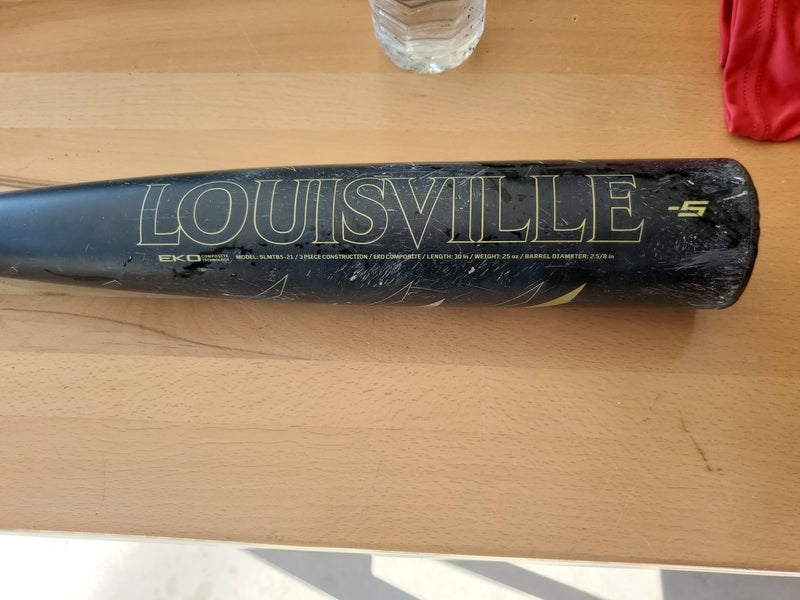 LOUISVILLE
-5
EKO COMPOSITE TECHNOLOGY MODEL: SLMTB5-21 / 3 PIECE CONSTRUCTION / EKO COMPOSITE / LENGTH: 30 in / WEIGHT: 25 oz / BARREL DIAMETER: 2 5/8 in